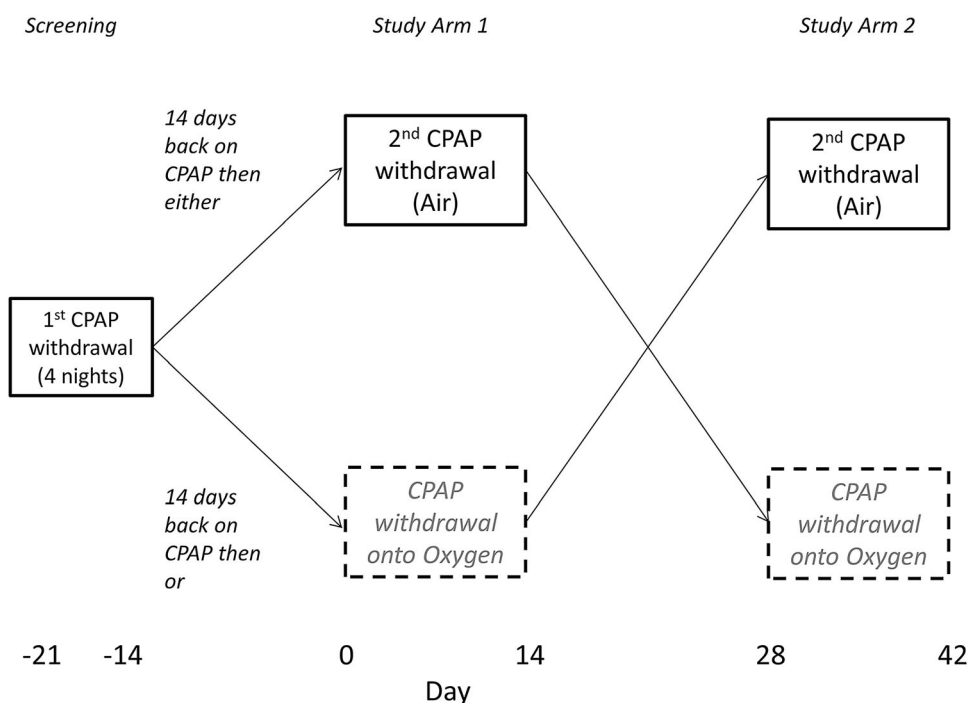 Screening
Study Arm 1
Study Arm 2
14 days
back on
CPAP then
either
2nd CPAP
withdrawal
(Air)
2nd CPAP
withdrawal
(Air)
1st CPAP
withdrawal
(4 nights)
14 days
back on
CPAP then
or
CPAP
withdrawal
onto Oxygen
CPAP
withdrawal
onto Oxygen
-21 -14 0 14 28 42
Day